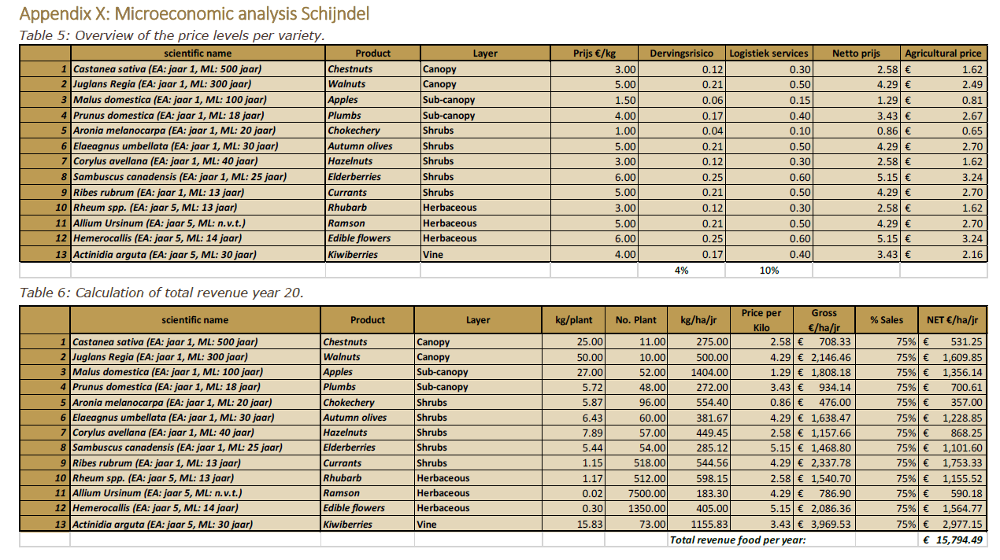 Appendix X: Microeconomic analysis Schijndel
Table 5: Overview of the price levels per variety.
scientific name Product Layer Prijs €/kg Dervingsrisico Logistiek services Netto prijs Agricultural price
1 Castanea sativa (EA: jaar 1, ML: 500 jaar) Chestnuts Canopy 3.00 0.12 0.30 2.58 € 1.62
2 Juglans Regia (EA: jaar 1, ML: 300 jaar) Walnuts Canopy 5.00 0.21 0.50 4.29 € 2.49
3 Malus domestica (EA: jaar 1, ML: 100 jaar) Apples Sub-canopy 1.50 0.06 0.15 1.29 € 0.81
4 Prunus domestica (EA: jaar 1, ML: 18 jaar) Plumbs Sub-canopy 4.00 0.17 0.40 3.43 € 2.67
5 Aronia melanocarpa (EA: jaar 1, ML: 20 jaar) Chokechery Shrubs 1.00 0.04 0.10 0.86 € 0.65
6 Elaeagnus umbellata (EA: jaar 1, ML: 30 jaar) Autumn olives Shrubs 5.00 0.21 0.50 4.29 € 2.70
7 Corylus avellana (EA: jaar 1, ML: 40 jaar) Hazelnuts Shrubs 3.00 0.12 0.30 2.58 € 1.62
8 Sambuscus canadensis (EA: jaar 1, ML: 25 jaar) Elderberries Shrubs 6.00 0.25 0.60 5.15 € 3.24
9 Ribes rubrum (EA: jaar 1, ML: 13 jaar) Currants Shrubs 5.00 0.21 0.50 4.29 € 2.70
10 Rheum spp. (EA: jaar 5, ML: 13 jaar) Rhubarb Herbaceous 3.00 0.12 0.30 2.58 € 1.62
11 Allium Ursinum (EA: jaar 5, ML: n.v.t.) Ramson Herbaceous 5.00 0.21 0.50 4.29 € 2.70
12 Hemerocallis (EA: jaar 5, ML: 14 jaar) Edible flowers Herbaceous 6.00 0.25 0.60 5.15 € 3.24
13 Actinidia arguta (EA: jaar 5, ML: 30 jaar) Kiwiberries Vine 4.00 0.17 0.40 3.43 € 2.16
4% 10%
Table 6: Calculation of total revenue year 20.
scientific name Product Layer kg/plant No. Plant kg/ha/jr Price per Kilo Gross €/ha/jr % Sales NET €/ha/jr
1 Castanea sativa (EA: jaar 1, ML: 500 jaar) Chestnuts Canopy 25.00 11.00 275.00 2.58 € 708.33 75% € 531.25
2 Juglans Regia (EA: jaar 1, ML: 300 jaar) Walnuts Canopy 50.00 10.00 500.00 4.29 € 2,146.46 75% € 1,609.85
3 Malus domestica (EA: jaar 1, ML: 100 jaar) Apples Sub-canopy 27.00 52.00 1404.00 1.29 € 1,808.18 75% € 1,356.14
4 Prunus domestica (EA: jaar 1, ML: 18 jaar) Plumbs Sub-canopy 5.72 48.00 272.00 3.43 € 934.14 75% € 700.61
5 Aronia melanocarpa (EA: jaar 1, ML: 20 jaar) Chokechery Shrubs 5.87 96.00 554.40 0.86 € 476.00 75% € 357.00
6 Elaeagnus umbellata (EA: jaar 1, ML: 30 jaar) Autumn olives Shrubs 6.43 60.00 381.67 4.29 € 1,638.47 75% € 1,228.85
7 Corylus avellana (EA: jaar 1, ML: 40 jaar) Hazelnuts Shrubs 7.89 57.00 449.45 2.58 € 1,157.66 75% € 868.25
8 Sambuscus canadensis (EA: jaar 1, ML: 25 jaar) Elderberries Shrubs 5.44 54.00 285.12 5.15 € 1,468.80 75% € 1,101.60
9 Ribes rubrum (EA: jaar 1, ML: 13 jaar) Currants Shrubs 1.15 518.00 544.56 4.29 € 2,337.78 75% € 1,753.33
10 Rheum spp. (EA: jaar 5, ML: 13 jaar) Rhubarb Herbaceous 1.17 512.00 598.15 2.58 € 1,540.70 75% € 1,155.52
11 Allium Ursinum (EA: jaar 5, ML: n.v.t.) Ramson Herbaceous 0.02 7500.00 183.30 4.29 € 786.90 75% € 590.18
12 Hemerocallis (EA: jaar 5, ML: 14 jaar) Edible flowers Herbaceous 0.30 1350.00 405.00 5.15 € 2,086.36 75% € 1,564.77
13 Actinidia arguta (EA: jaar 5, ML: 30 jaar) Kiwiberries Vine 15.83 73.00 1155.83 3.43 € 3,969.53 75% € 2,977.15
Total revenue food per year: € 15,794.49